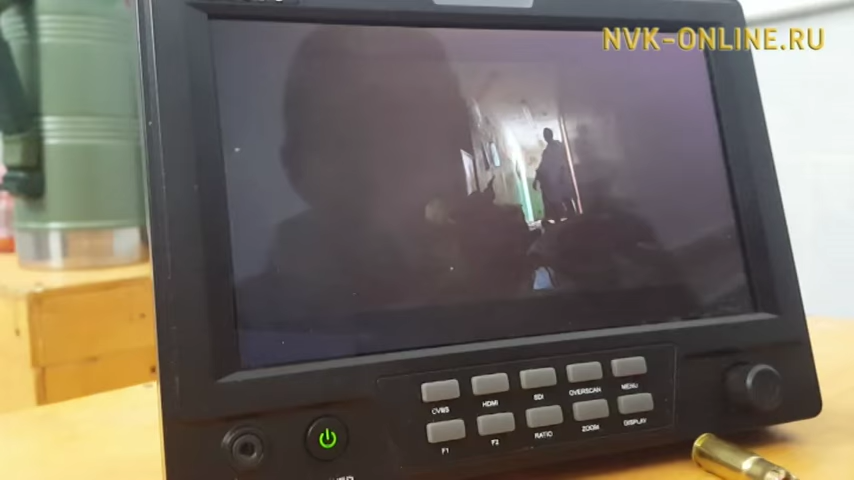 NVK-ONLINE.RU
CVBS HDMI SDI OVERSCAN MENU
F1 F2 RATIO ZOOM DISPLAY